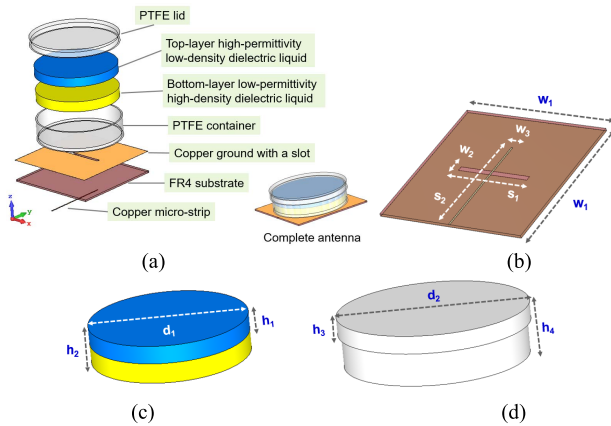 PTFE lid
Top-layer high-permittivity
low-density dielectric liquid
Bottom-layer low-permittivity
high-density dielectric liquid
PTFE container
Copper ground with a slot
FR4 substrate
Copper micro-strip
z
y
x
Complete antenna
(a)
w1
w3
w2
s1
s2
w1
(b)
d1
h1
h2
(c)
d2
h3
h4
(d)